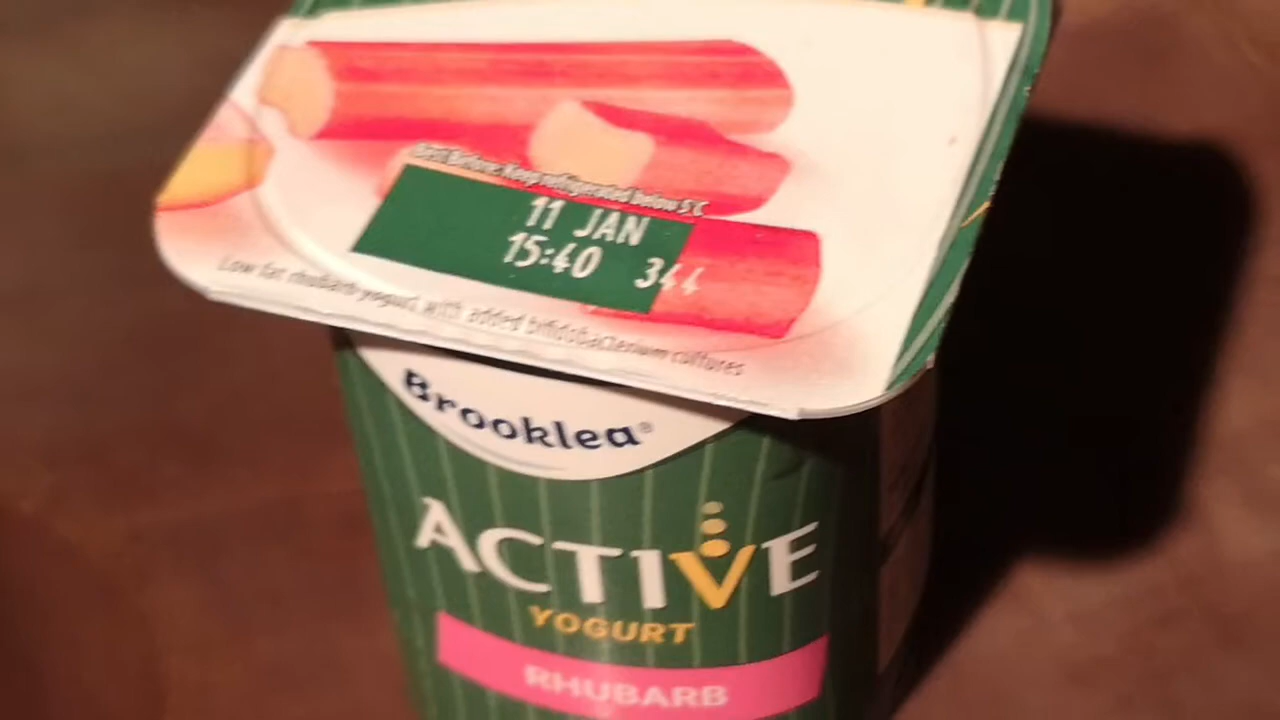 Best Before: Keep refrigerated below 5°C
11 JAN
15:40 344
Low fat rhubarb yogurt with added bifidobacterium cultures
Brooklea®
ACTIVE
YOGURT
RHUBARB